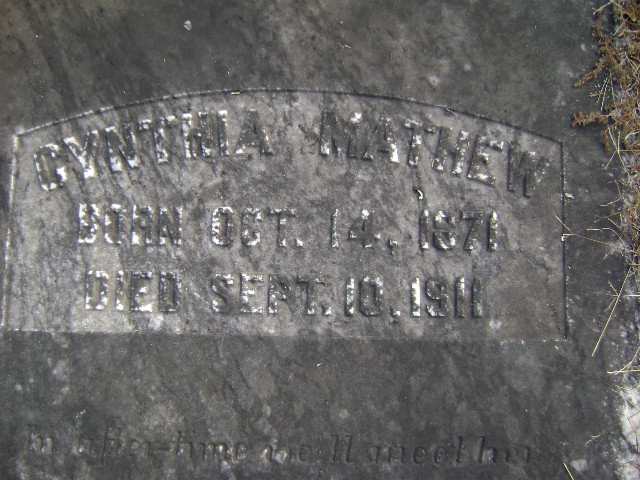 CYNTHIA MATHEW
BORN OCT. 14, 1871
DIED SEPT. 10, 1911
In after-time we'll meet her